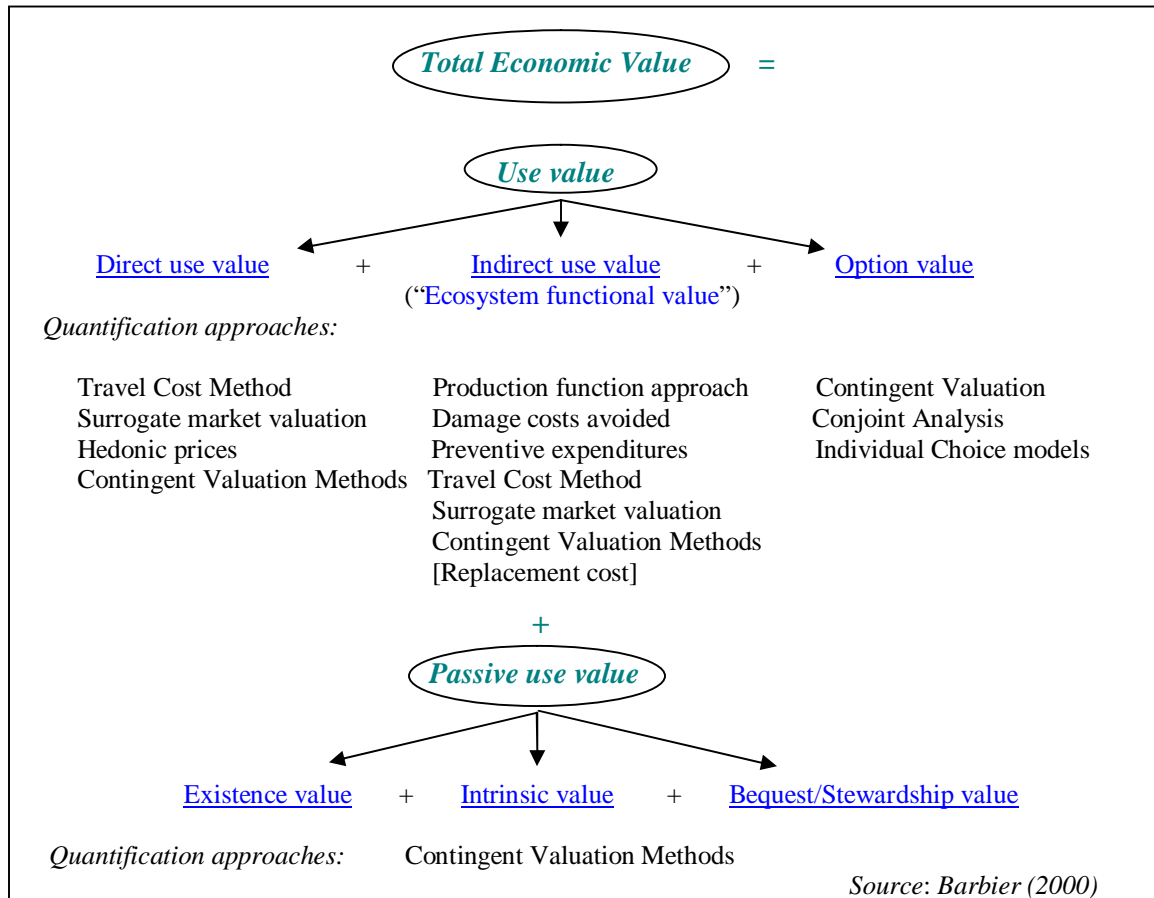 Total Economic Value =
Use value
Direct use value + Indirect use value + Option value
(“Ecosystem functional value”)
Quantification approaches:
Travel Cost Method Production function approach Contingent Valuation
Surrogate market valuation Damage costs avoided Conjoint Analysis
Hedonic prices Preventive expenditures Individual Choice models
Contingent Valuation Methods Travel Cost Method
Surrogate market valuation
Contingent Valuation Methods
[Replacement cost]
+
Passive use value
Existence value + Intrinsic value + Bequest/Stewardship value
Quantification approaches: Contingent Valuation Methods
Source: Barbier (2000)